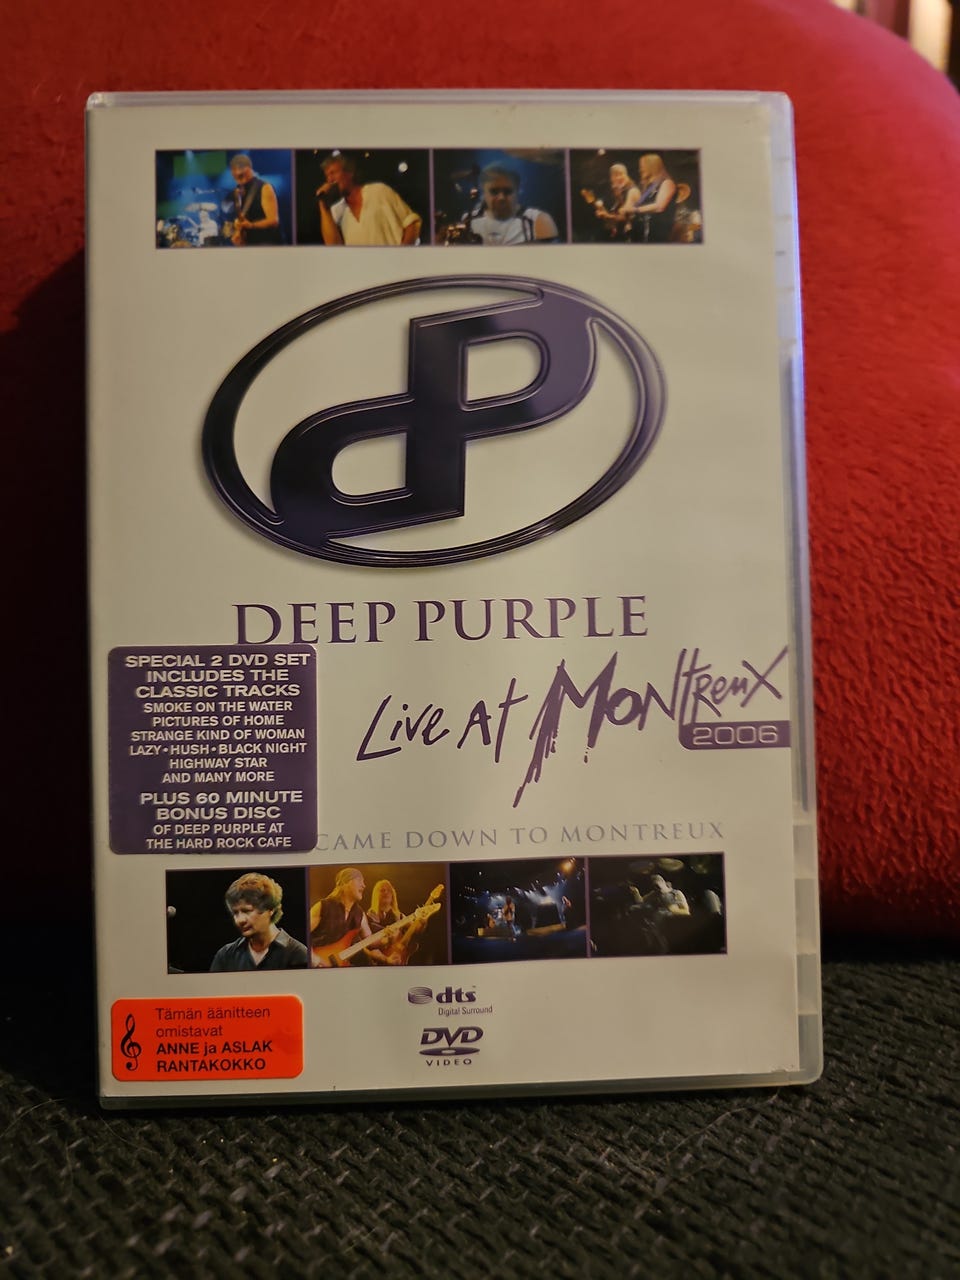 dP
DEEP PURPLE
Live At Montreux
2006
SPECIAL 2 DVD SET
INCLUDES THE
CLASSIC TRACKS
SMOKE ON THE WATER
PICTURES OF HOME
STRANGE KIND OF WOMAN
LAZY • HUSH • BLACK NIGHT
HIGHWAY STAR
AND MANY MORE
PLUS 60 MINUTE
BONUS DISC
OF DEEP PURPLE AT
THE HARD ROCK CAFE
CAME DOWN TO MONTREUX
dts
Digital Surround
DVD
VIDEO
Tämän äänitteen
omistavat
ANNE ja ASLAK
RANTAKOKKO